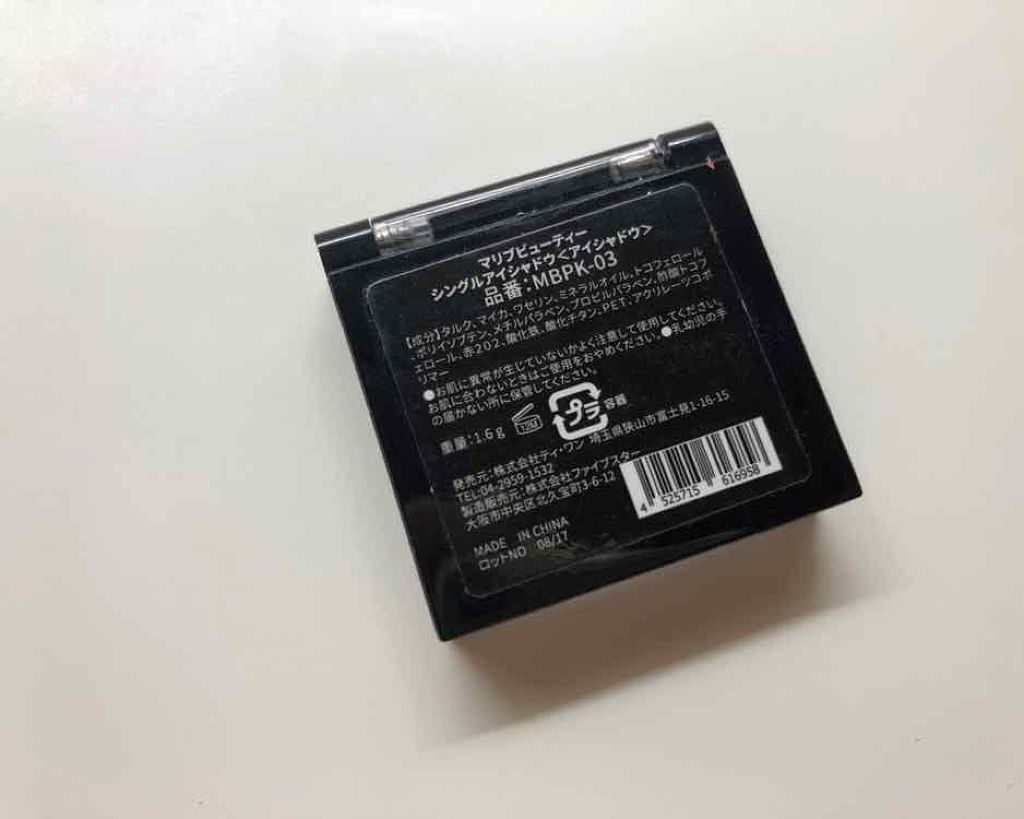 マリブビューティー
シングルアイシャドウ<アイシャドウ>
品番:MBPK-03
【成分】タルク、マイカ、ワセリン、ミネラルオイル、トコフェロール
、ポリイソブテン、メチルパラベン、プロピルパラベン、酢酸トコフ
ェロール、赤202、酸化鉄、酸化チタン、PET、アクリレーツコポ
リマー
●お肌に異常が生じていないかよく注意して使用してください。
お肌に合わないときはご使用をおやめください。●乳幼児の手
の届かない所に保管してください。
重量:1.6g 12M プラ 容器
発売元:株式会社ティ・ワン 埼玉県狭山市富士見1-16-15
TEL:04-2959-1532
製造販売元:株式会社ファイブスター
大阪市中央区北久宝町3-6-12
4 525715 616958
MADE IN CHINA
ロットNO 08/17